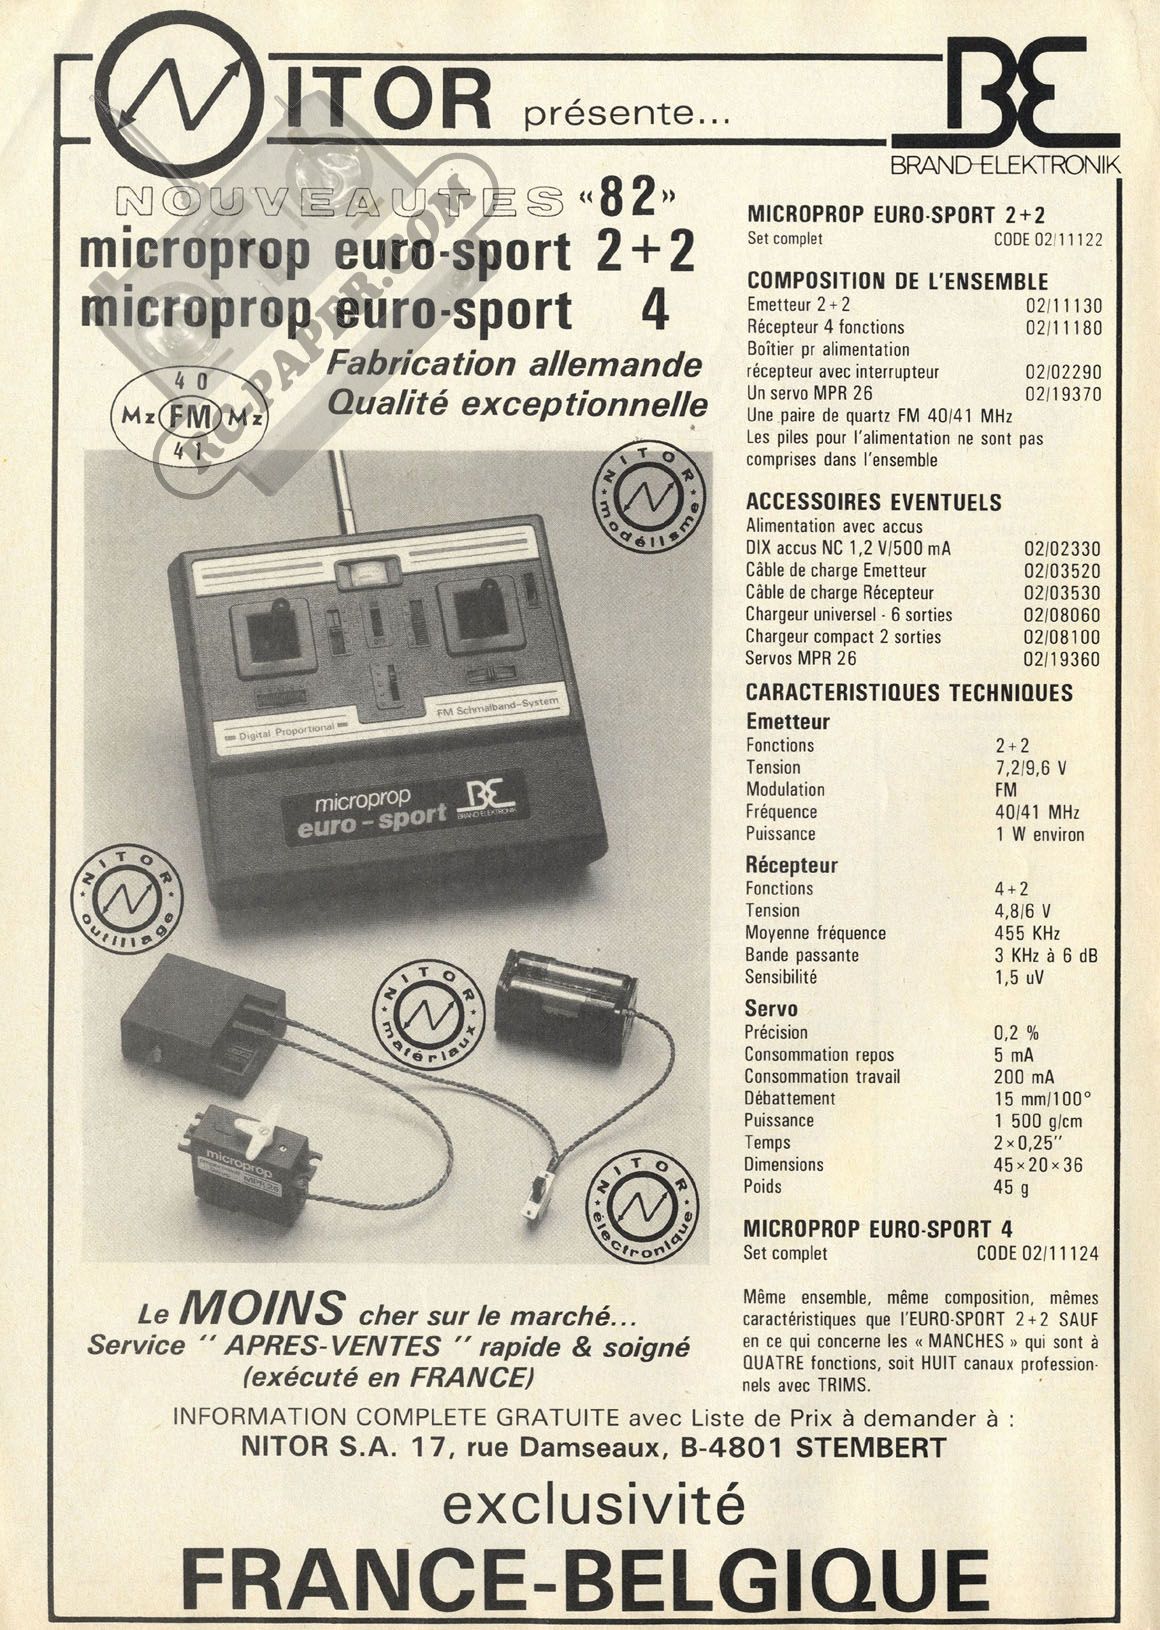 NITOR présente...
BE
BRAND-ELEKTRONIK
NOUVEAUTES «82»
microprop euro-sport 2+2
microprop euro-sport 4
Fabrication allemande
Qualité exceptionnelle
40
Mz FM Mz
41
RC-PAPER.COM
NITOR
modélisme
Digital Proportional
FM Schmalband-System
microprop
euro-sport
BE
BRAND ELEKTRONIK
NITOR
outillage
NITOR
matériaux
microprop
MPR 26
NITOR
électronique
Le MOINS cher sur le marché...
Service " APRES-VENTES " rapide & soigné
(exécuté en FRANCE)
MICROPROP EURO-SPORT 2+2
Set complet CODE 02/11122
COMPOSITION DE L'ENSEMBLE
Emetteur 2+2 02/11130
Récepteur 4 fonctions 02/11180
Boîtier pr alimentation
récepteur avec interrupteur 02/02290
Un servo MPR 26 02/19370
Une paire de quartz FM 40/41 MHz
Les piles pour l'alimentation ne sont pas
comprises dans l'ensemble
ACCESSOIRES EVENTUELS
Alimentation avec accus
DIX accus NC 1,2 V/500 mA 02/02330
Câble de charge Emetteur 02/03520
Câble de charge Récepteur 02/03530
Chargeur universel - 6 sorties 02/08060
Chargeur compact 2 sorties 02/08100
Servos MPR 26 02/19360
CARACTERISTIQUES TECHNIQUES
Emetteur
Fonctions 2+2
Tension 7,2/9,6 V
Modulation FM
Fréquence 40/41 MHz
Puissance 1 W environ
Récepteur
Fonctions 4+2
Tension 4,8/6 V
Moyenne fréquence 455 KHz
Bande passante 3 KHz à 6 dB
Sensibilité 1,5 uV
Servo
Précision 0,2 %
Consommation repos 5 mA
Consommation travail 200 mA
Débattement 15 mm/100°
Puissance 1 500 g/cm
Temps 2×0,25''
Dimensions 45×20×36
Poids 45 g
MICROPROP EURO-SPORT 4
Set complet CODE 02/11124
Même ensemble, même composition, mêmes
caractéristiques que l'EURO-SPORT 2+2 SAUF
en ce qui concerne les « MANCHES » qui sont à
QUATRE fonctions, soit HUIT canaux profession-
nels avec TRIMS.
INFORMATION COMPLETE GRATUITE avec Liste de Prix à demander à :
NITOR S.A. 17, rue Damseaux, B-4801 STEMBERT
exclusivité
FRANCE-BELGIQUE